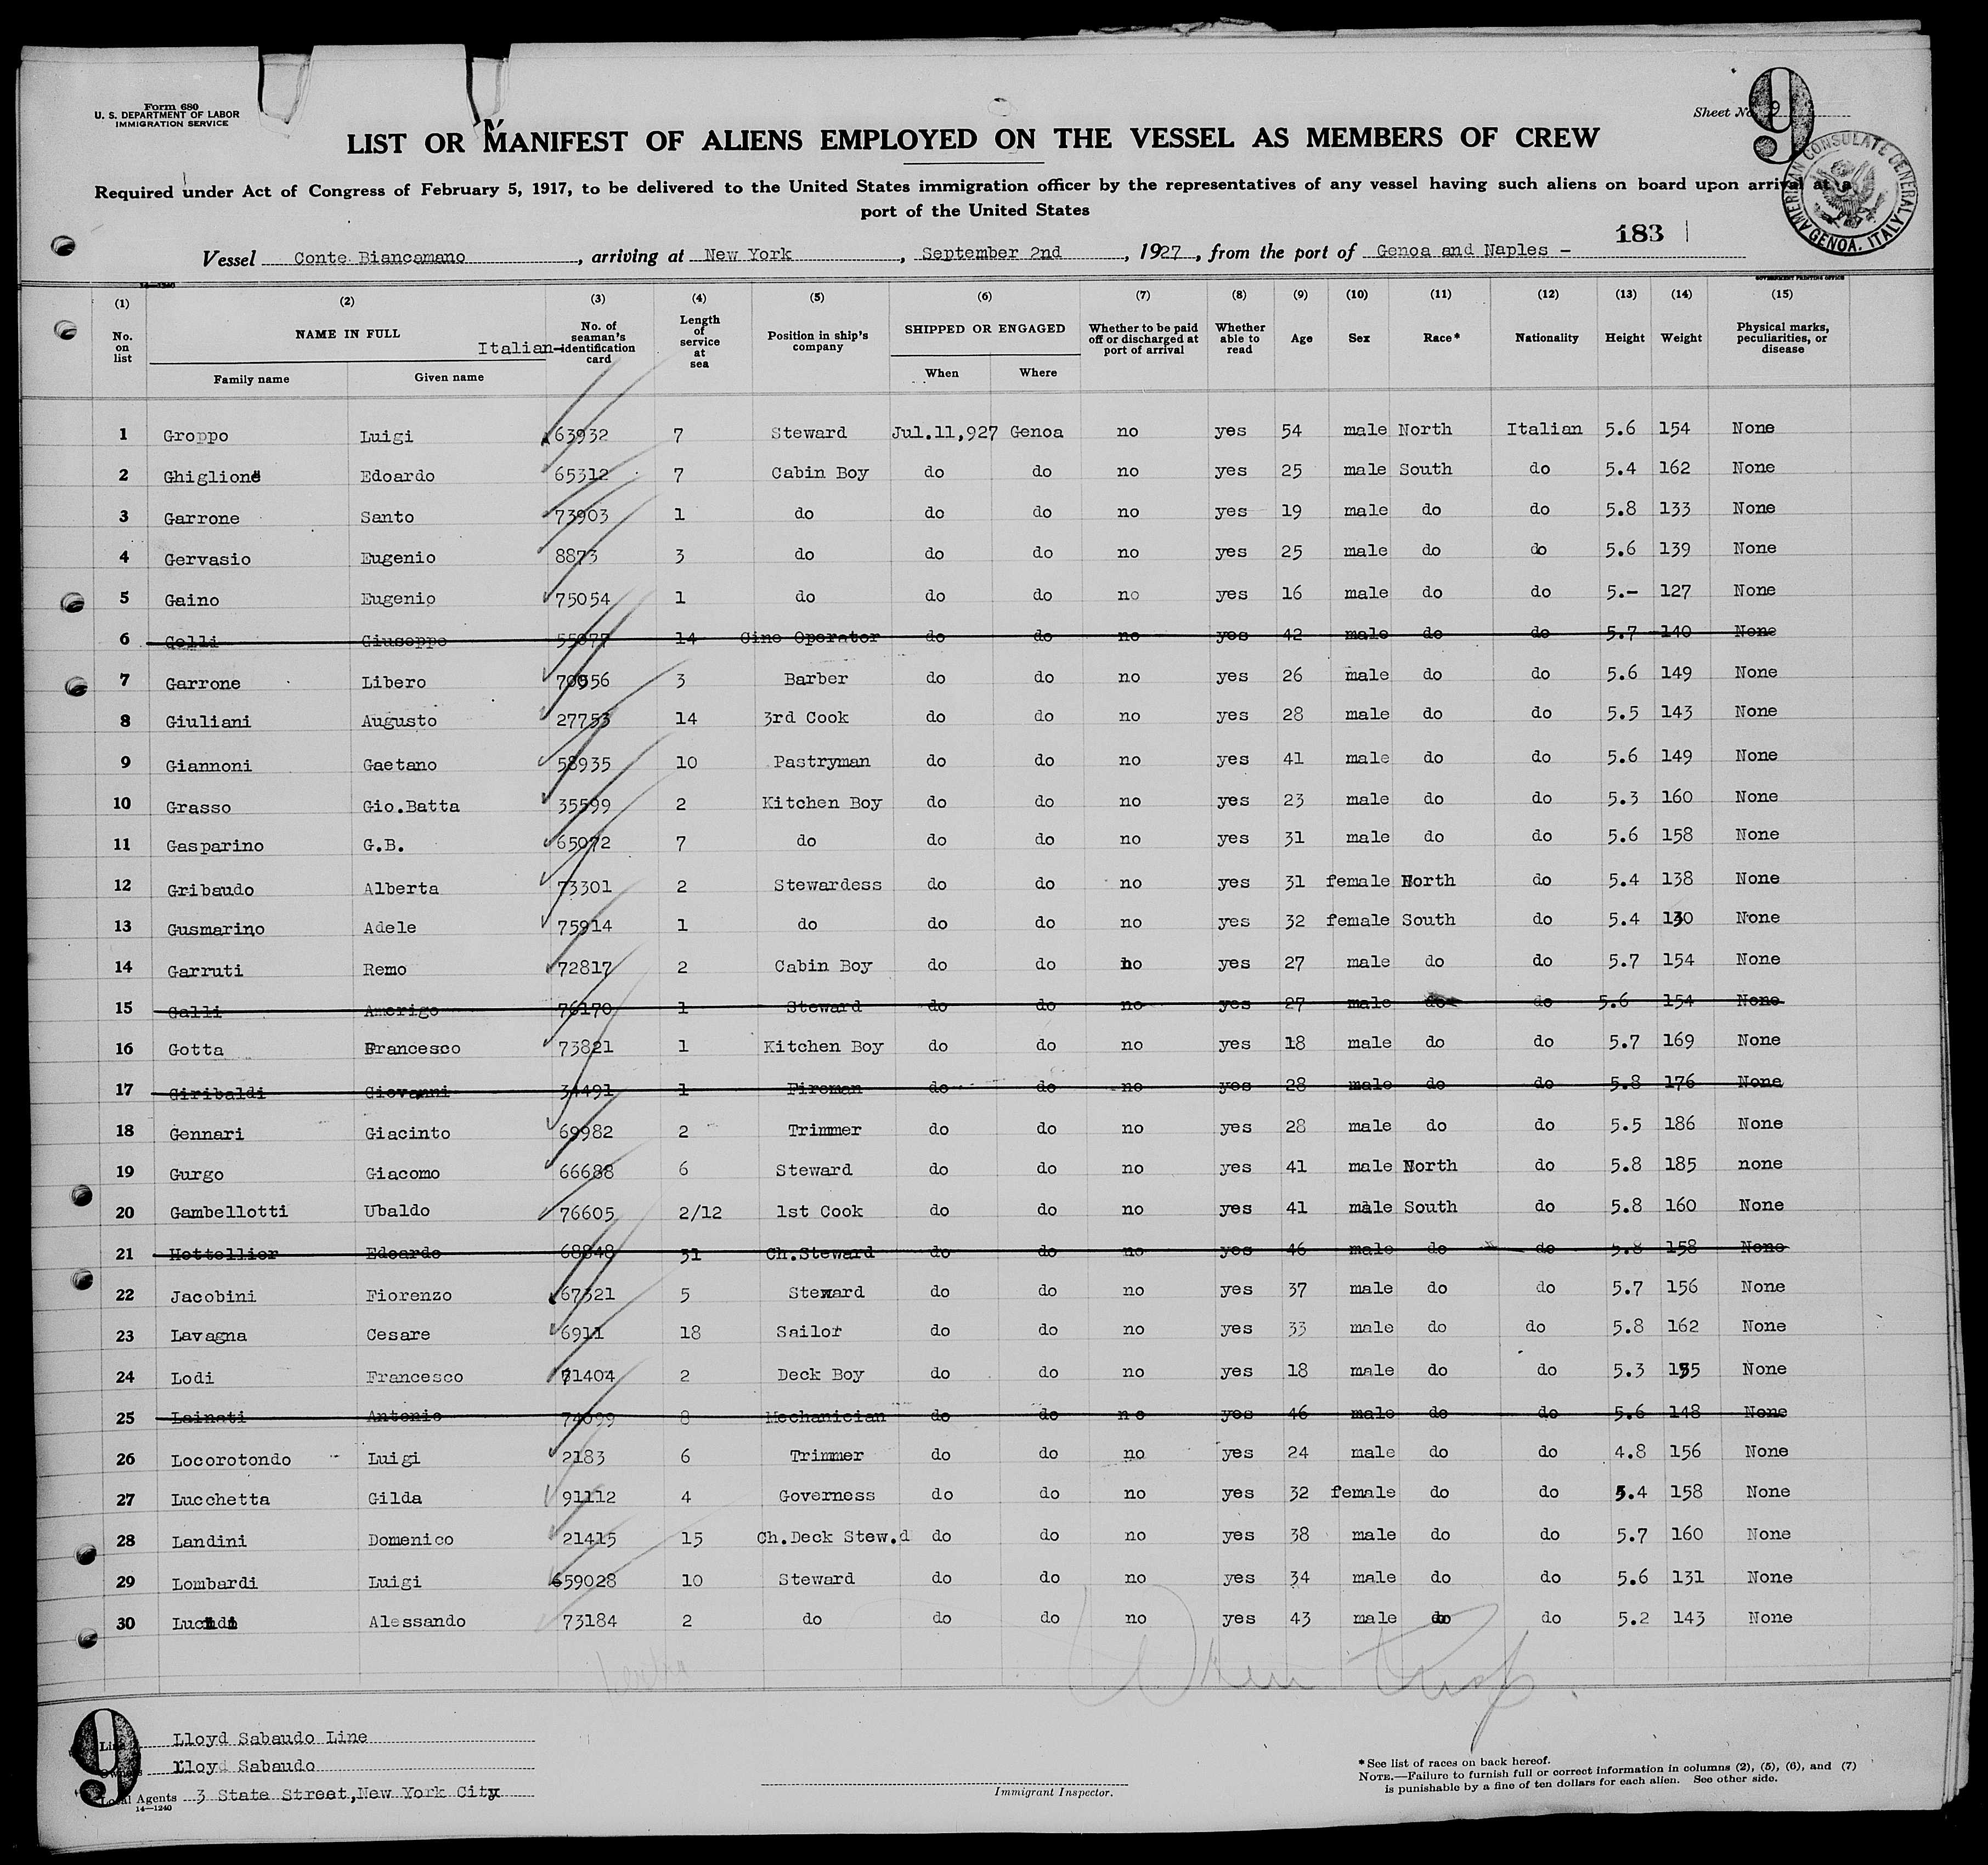 Form 680
U. S. DEPARTMENT OF LABOR
IMMIGRATION SERVICE
Sheet No. 9
9
LIST OR MANIFEST OF ALIENS EMPLOYED ON THE VESSEL AS MEMBERS OF CREW
AMERICAN CONSULATE GENERAL GENOA, ITALY
Required under Act of Congress of February 5, 1917, to be delivered to the United States immigration officer by the representatives of any vessel having such aliens on board upon arrival at a
port of the United States
183
Vessel Conte Biancamano, arriving at New York, September 2nd, 1927, from the port of Genoa and Naples -
14-1240 GOVERNMENT PRINTING OFFICE
(1) (2) (3) (4) (5) (6) (7) (8) (9) (10) (11) (12) (13) (14) (15)
No. on list NAME IN FULL Family name Given name Italian- No. of seaman's identification card Length of service at sea Position in ship's company SHIPPED OR ENGAGED When Where Whether to be paid off or discharged at port of arrival Whether able to read Age Sex Race* Nationality Height Weight Physical marks, peculiarities, or disease
1 Groppo Luigi 63932 7 Steward Jul.11,927 Genoa no yes 54 male North Italian 5.6 154 None
2 Ghiglione Edoardo 65312 7 Cabin Boy do do no yes 25 male South do 5.4 162 None
3 Garrone Santo 73903 1 do do do no yes 19 male do do 5.8 133 None
4 Gervasio Eugenio 8873 3 do do do no yes 25 male do do 5.6 139 None
5 Gaino Eugenio 75054 1 do do do no yes 16 male do do 5.- 127 None
6 Gelli Giuseppe 55077 14 Cine Operator do do no yes 42 male do do 5.7 140 None
7 Garrone Libero 70956 3 Barber do do no yes 26 male do do 5.6 149 None
8 Giuliani Augusto 27753 14 3rd Cook do do no yes 28 male do do 5.5 143 None
9 Giannoni Gaetano 58935 10 Pastryman do do no yes 41 male do do 5.6 149 None
10 Grasso Gio.Batta 35599 2 Kitchen Boy do do no yes 23 male do do 5.3 160 None
11 Gasparino G.B. 65072 7 do do do no yes 31 male do do 5.6 158 None
12 Gribaudo Alberta 73301 2 Stewardess do do no yes 31 female North do 5.4 138 None
13 Gusmarino Adele 75914 1 do do do no yes 32 female South do 5.4 130 None
14 Garruti Remo 72817 2 Cabin Boy do do no yes 27 male do do 5.7 154 None
15 Galli Amerigo 76170 1 Steward do do no yes 27 male do do 5.6 154 None
16 Gotta Francesco 73821 1 Kitchen Boy do do no yes 18 male do do 5.7 169 None
17 Giribaldi Giovanni 34491 1 Fireman do do no yes 28 male do do 5.8 176 None
18 Gennari Giacinto 69982 2 Trimmer do do no yes 28 male do do 5.5 186 None
19 Gurgo Giacomo 66688 6 Steward do do no yes 41 male North do 5.8 185 none
20 Gambellotti Ubaldo 76605 2/12 1st Cook do do no yes 41 male South do 5.8 160 None
21 Hottellier Edoardo 68848 31 Ch.Steward do do no yes 46 male do do 5.8 158 None
22 Jacobini Fiorenzo 67321 5 Steward do do no yes 37 male do do 5.7 156 None
23 Lavagna Cesare 6911 18 Sailor do do no yes 33 male do do 5.8 162 None
24 Lodi Francesco 71404 2 Deck Boy do do no yes 18 male do do 5.3 155 None
25 Lainati Antonio 74699 8 Mechanician do do no yes 46 male do do 5.6 148 None
26 Locorotondo Luigi 2183 6 Trimmer do do no yes 24 male do do 4.8 156 None
27 Lucchetta Gilda 91112 4 Governess do do no yes 32 female do do 5.4 158 None
28 Landini Domenico 21415 15 Ch.Deck Stew.d do do no yes 38 male do do 5.7 160 None
29 Lombardi Luigi 659028 10 Steward do do no yes 34 male do do 5.6 131 None
30 Lucidi Alessando 73184 2 do do do no yes 43 male do do 5.2 143 None
9
Line Lloyd Sabaudo Line
Owners Lloyd Sabaudo
Local Agents 3 State Street,New York City
14-1240
Immigrant Inspector.
*See list of races on back hereof.
NOTE.—Failure to furnish full or correct information in columns (2), (5), (6), and (7)
is punishable by a fine of ten dollars for each alien. See other side.